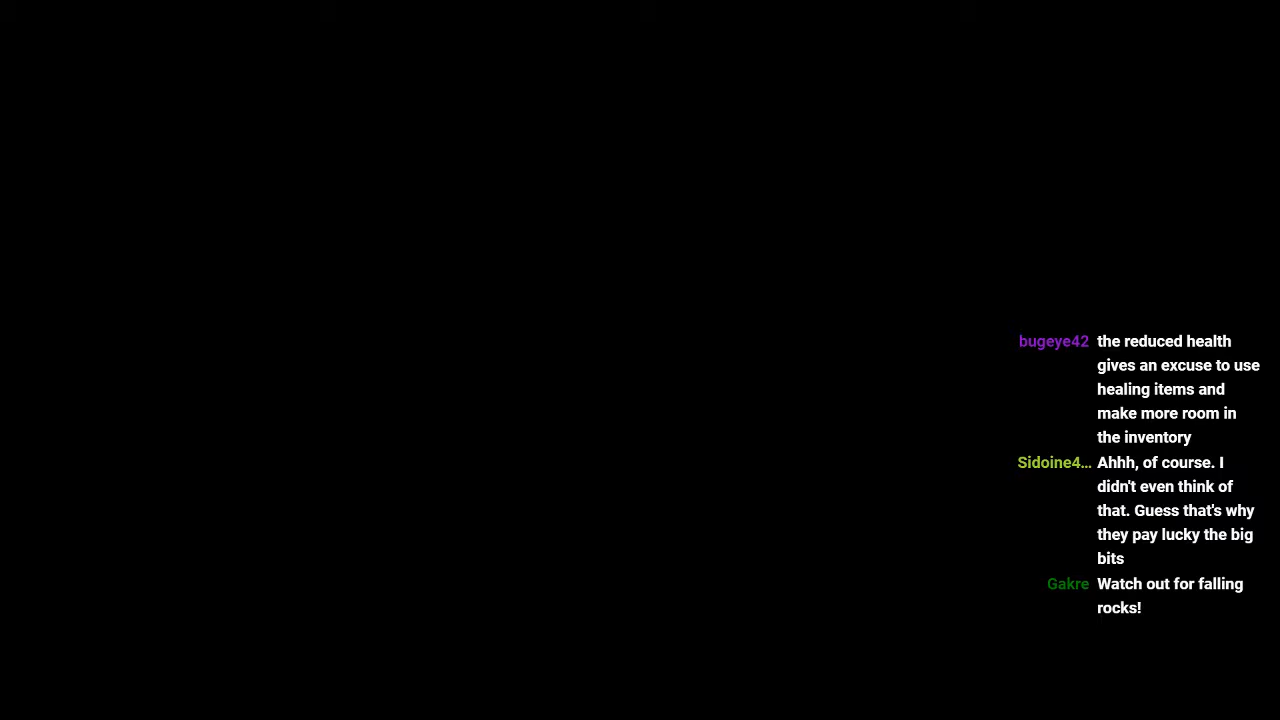 bugeye42 the reduced health
gives an excuse to use
healing items and
make more room in
the inventory
Sidoine4… Ahhh, of course. I
didn't even think of
that. Guess that's why
they pay lucky the big
bits
Gakre Watch out for falling
rocks!